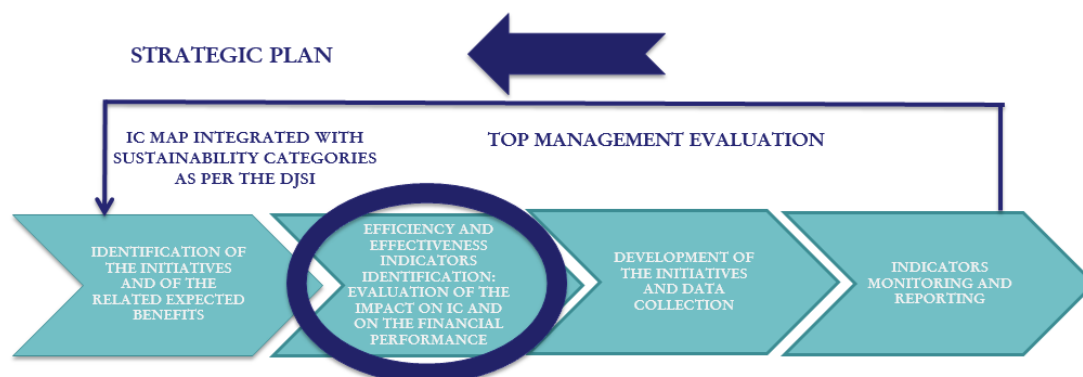 STRATEGIC PLAN
IC MAP INTEGRATED WITH
SUSTAINABILITY CATEGORIES
AS PER THE DJSI
TOP MANAGEMENT EVALUATION
IDENTIFICATION OF
THE INITIATIVES
AND OF THE
RELATED EXPECTED
BENEFITS
EFFICIENCY AND
EFFECTIVENESS
INDICATORS
IDENTIFICATION:
EVALUATION OF THE
IMPACT ON IC AND
ON THE FINANCIAL
PERFORMANCE
DEVELOPMENT OF
THE INITIATIVES
AND DATA
COLLECTION
INDICATORS
MONITORING AND
REPORTING